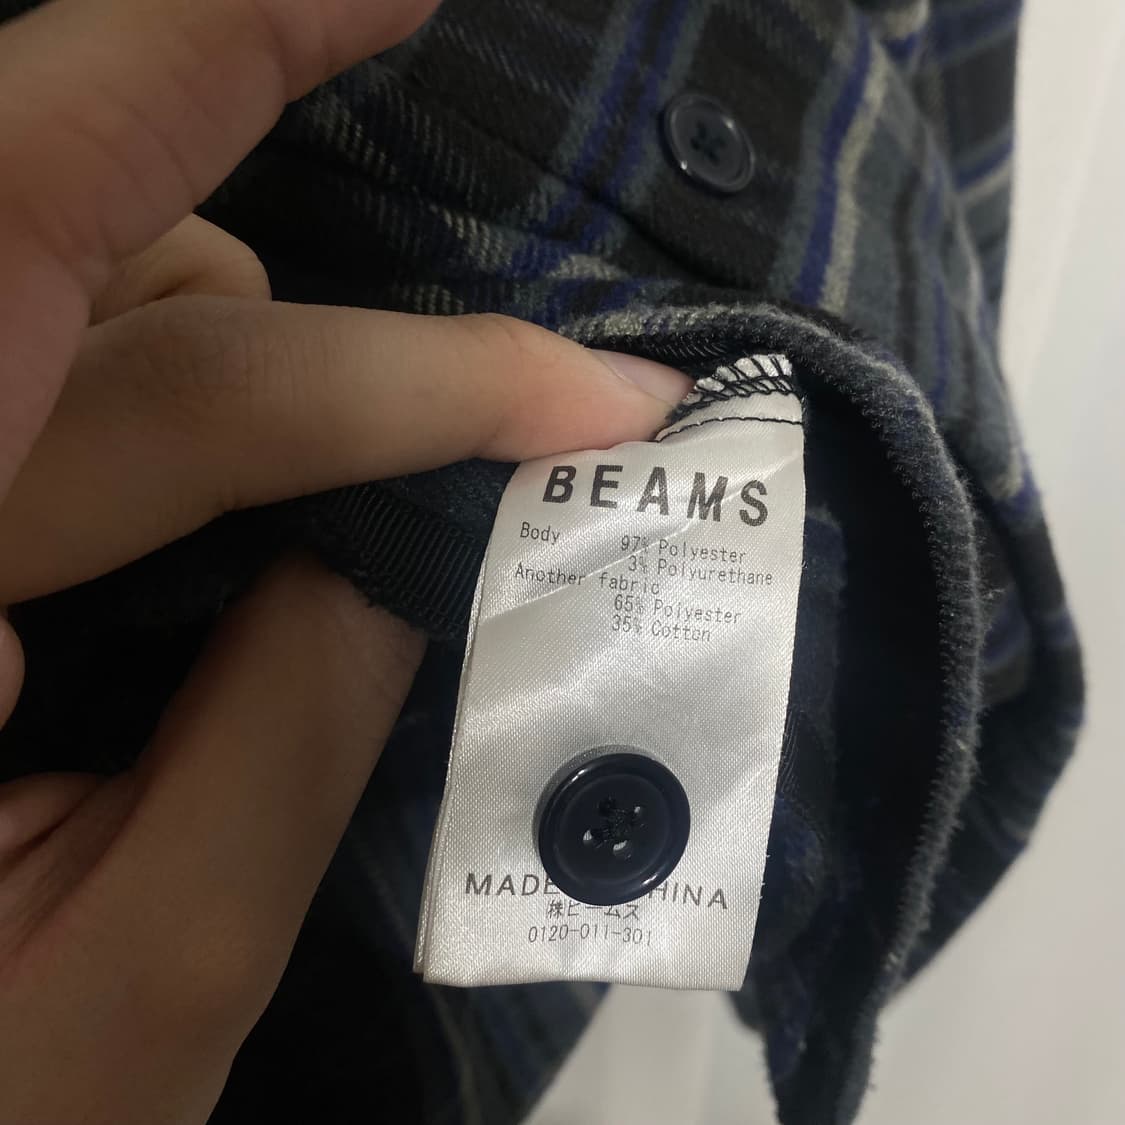 BEAMS
Body 97% Polyester
3% Polyurethane
Another fabric
65% Polyester
35% Cotton
MADE HINA
株ビームス
0120-011-301